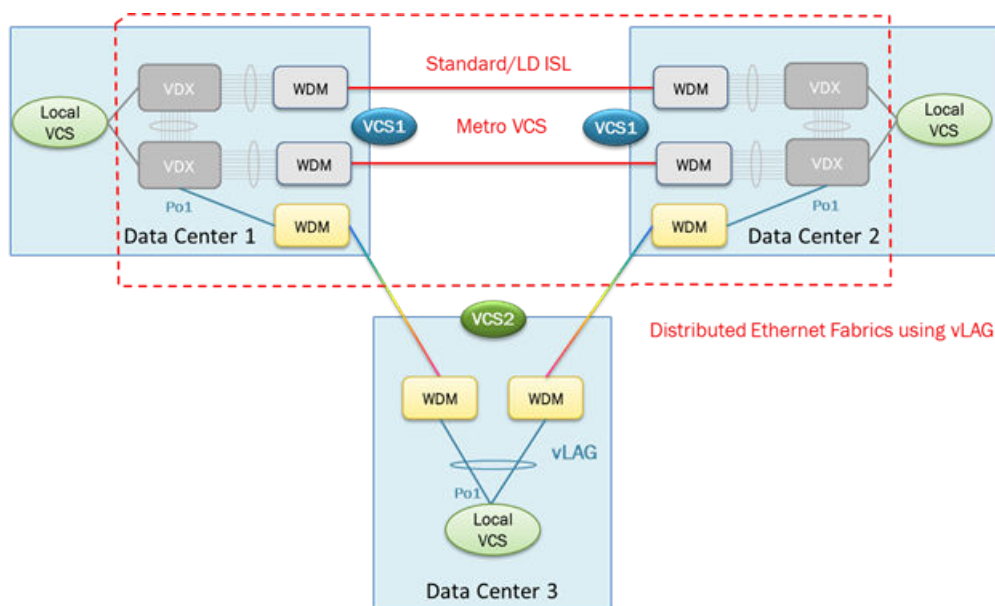 Standard/LD ISL
VDX
WDM
WDM
VDX
Local
VCS
VCS1
Metro VCS
VCS1
Local
VCS
VDX
WDM
WDM
VDX
Po1
WDM
WDM
Po1
Data Center 1
Data Center 2
VCS2
Distributed Ethernet Fabrics using vLAG
WDM
WDM
vLAG
Po1
Local
VCS
Data Center 3